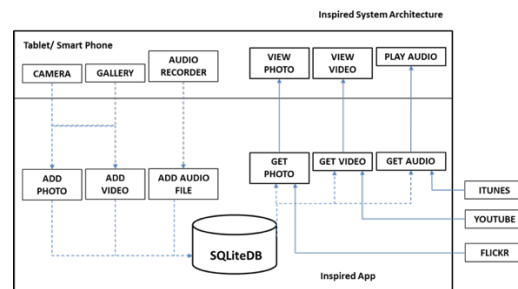 Inspired System Architecture
Tablet/ Smart Phone
CAMERA
GALLERY
AUDIO
RECORDER
VIEW
PHOTO
VIEW
VIDEO
PLAY AUDIO
ADD
PHOTO
ADD
VIDEO
ADD AUDIO
FILE
GET
PHOTO
GET VIDEO
GET AUDIO
ITUNES
YOUTUBE
FLICKR
SQLiteDB
Inspired App